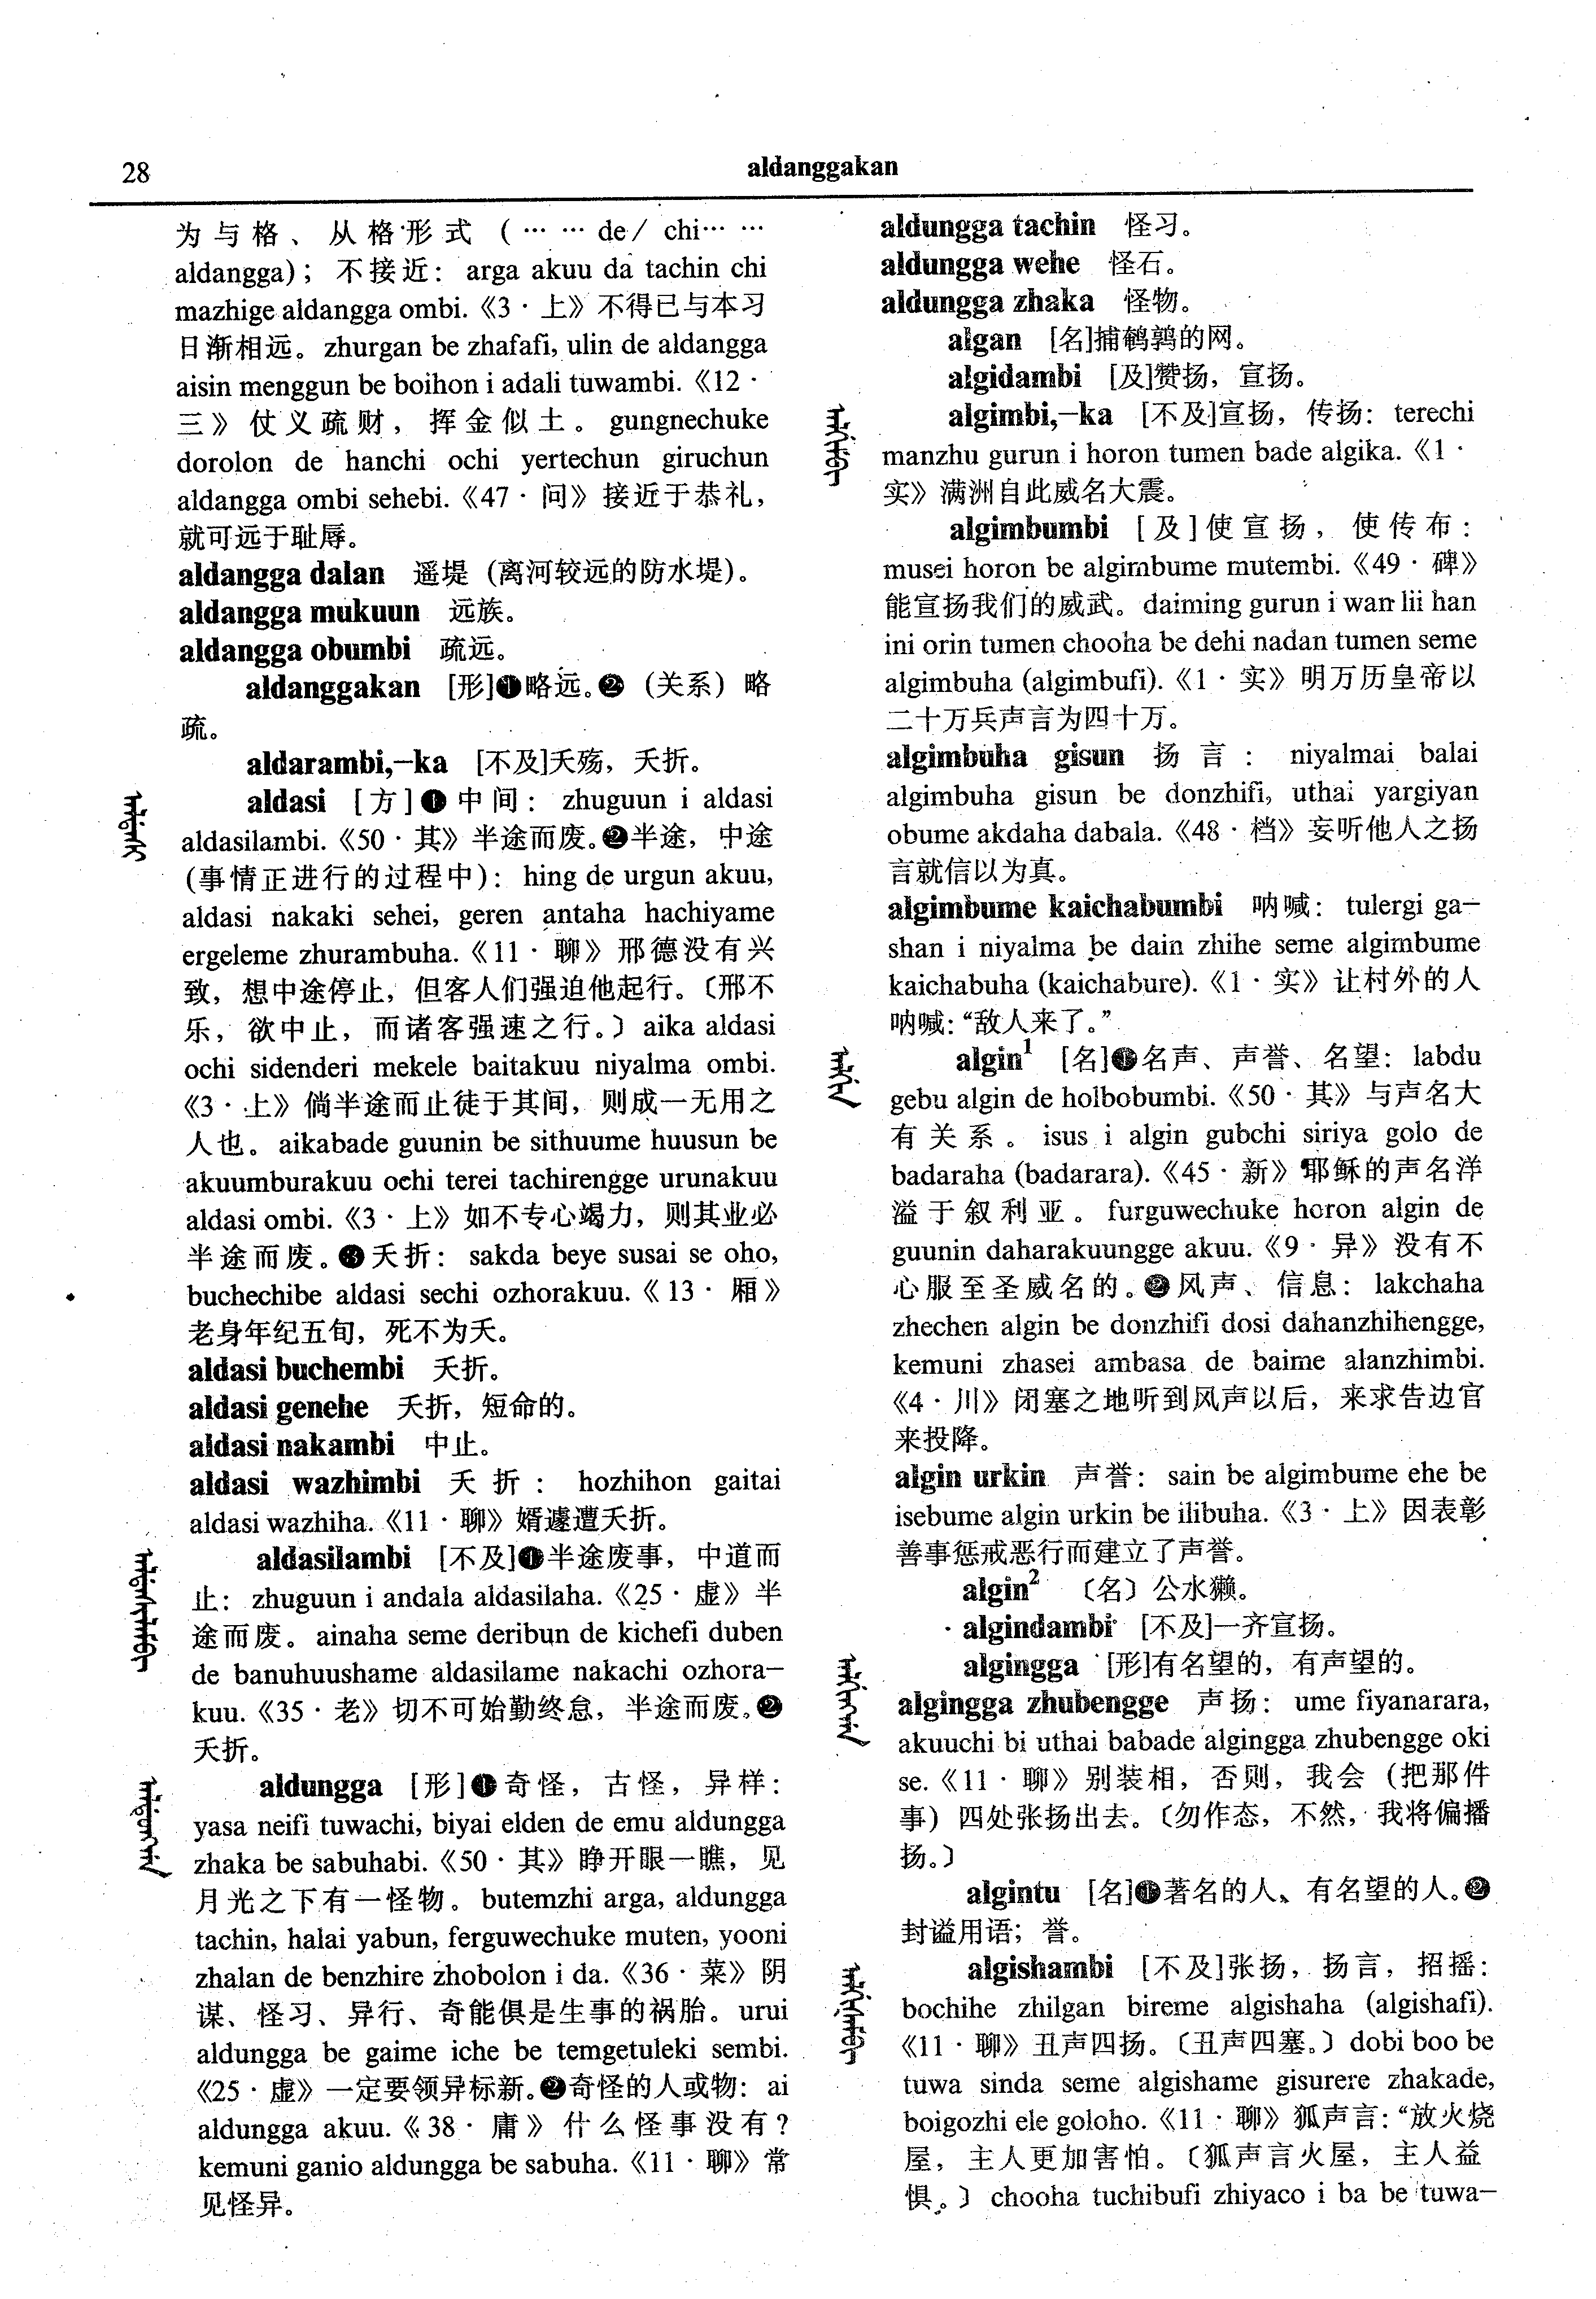 28
aldanggakan
为与格、从格形式 (…… de/ chi……
aldangga)；不接近：arga akuu da tachin chi
mazhige aldangga ombi.《3·上》不得已与本习
日渐相远。zhurgan be zhafafi, ulin de aldangga
aisin menggun be boihon i adali tuwambi.《12·
三》仗义疏财，挥金似土。gungnechuke
dorolon de hanchi ochi yertechun giruchun
aldangga ombi sehebi.《47·问》接近于恭礼，
就可远于耻辱。
aldangga dalan 遥堤 (离河较远的防水堤)。
aldangga mukuun 远族。
aldangga obumbi 疏远。
aldanggakan [形]❶略远。❷（关系）略
疏。
aldarambi,-ka [不及]夭殇，夭折。
aldasi [方]❶中间：zhuguun i aldasi
aldasilambi.《50·其》半途而废。❷半途，中途
(事情正进行的过程中)：hing de urgun akuu,
aldasi nakaki sehei, geren antaha hachiyame
ergeleme zhurambuha.《11·聊》邢德没有兴
致，想中途停止，但客人们强迫他起行。〔邢不
乐，欲中止，而诸客强速之行。〕aika aldasi
ochi sidenderi mekele baitakuu niyalma ombi.
《3·上》倘半途而止徒于其间，则成一无用之
人也。aikabade guunin be sithuume huusun be
akuumburakuu ochi terei tachirengge urunakuu
aldasi ombi.《3·上》如不专心竭力，则其业必
半途而废。❸夭折：sakda beye susai se oho,
buchechibe aldasi sechi ozhorakuu.《13·厢》
老身年纪五旬，死不为夭。
aldasi buchembi 夭折。
aldasi genehe 夭折，短命的。
aldasi nakambi 中止。
aldasi wazhimbi 夭折：hozhihon gaitai
aldasi wazhiha.《11·聊》婿遽遭夭折。
aldasilambi [不及]❶半途废事，中道而
止：zhuguun i andala aldasilaha.《25·虚》半
途而废。ainaha seme deribun de kichefi duben
de banuhuushame aldasilame nakachi ozhora-
kuu.《35·老》切不可始勤终怠，半途而废。❷
夭折。
aldungga [形]❶奇怪，古怪，异样：
yasa neifi tuwachi, biyai elden de emu aldungga
zhaka be sabuhabi.《50·其》睁开眼一瞧，见
月光之下有一怪物。butemzhi arga, aldungga
tachin, halai yabun, ferguwechuke muten, yooni
zhalan de benzhire zhobolon i da.《36·菜》阴
谋、怪习、异行、奇能俱是生事的祸胎。urui
aldungga be gaime iche be temgetuleki sembi.
《25·虚》一定要领异标新。❷奇怪的人或物：ai
aldungga akuu.《38·庸》什么怪事没有？
kemuni ganio aldungga be sabuha.《11·聊》常
见怪异。
aldungga tachin 怪习。
aldungga wehe 怪石。
aldungga zhaka 怪物。
algan [名]捕鹌鹑的网。
algidambi [及]赞扬，宣扬。
algimbi,-ka [不及]宣扬，传扬：terechi
manzhu gurun i horon tumen bade algika.《1·
实》满洲自此威名大震。
algimbumbi [及]使宣扬，使传布：
musei horon be algimbume mutembi.《49·碑》
能宣扬我们的威武。daiming gurun i wan lii han
ini orin tumen chooha be dehi nadan tumen seme
algimbuha (algimbufi).《1·实》明万历皇帝以
二十万兵声言为四十万。
algimbuha gisun 扬言：niyalmai balai
algimbuha gisun be donzhifi, uthai yargiyan
obume akdaha dabala.《48·档》妄听他人之扬
言就信以为真。
algimbume kaichabumbi 呐喊：tulergi ga-
shan i niyalma be dain zhihe seme algimbume
kaichabuha (kaichabure).《1·实》让村外的人
呐喊：“敌人来了。”
algin¹ [名]❶名声、声誉、名望：labdu
gebu algin de holbobumbi.《50·其》与声名大
有关系。isus i algin gubchi siriya golo de
badaraha (badarara).《45·新》耶稣的声名洋
溢于叙利亚。furguwechuke horon algin de
guunin daharakuungge akuu.《9·异》没有不
心服至圣威名的。❷风声、信息：lakchaha
zhechen algin be donzhifi dosi dahanzhihengge,
kemuni zhasei ambasa de baime alanzhimbi.
《4·川》闭塞之地听到风声以后，来求告边官
来投降。
algin urkin 声誉：sain be algimbume ehe be
isebume algin urkin be ilibuha.《3·上》因表彰
善事惩戒恶行而建立了声誉。
algin² 〔名〕公水獭。
algindambi [不及]一齐宣扬。
algingga [形]有名望的，有声望的。
algingga zhubengge 声扬：ume fiyanarara,
akuuchi bi uthai babade algingga zhubengge oki
se.《11·聊》别装相，否则，我会（把那件
事）四处张扬出去。〔勿作态，不然，我将偏播
扬。〕
algintu [名]❶著名的人、有名望的人。❷
封谥用语；誉。
algishambi [不及]张扬，扬言，招摇：
bochihe zhilgan bireme algishaha (algishafi).
《11·聊》丑声四扬。〔丑声四塞。〕dobi boo be
tuwa sinda seme algishame gisurere zhakade,
boigozhi ele goloho.《11·聊》狐声言：“放火烧
屋，主人更加害怕。〔狐声言火屋，主人益
惧。〕chooha tuchibufi zhiyaco i ba be tuwa-